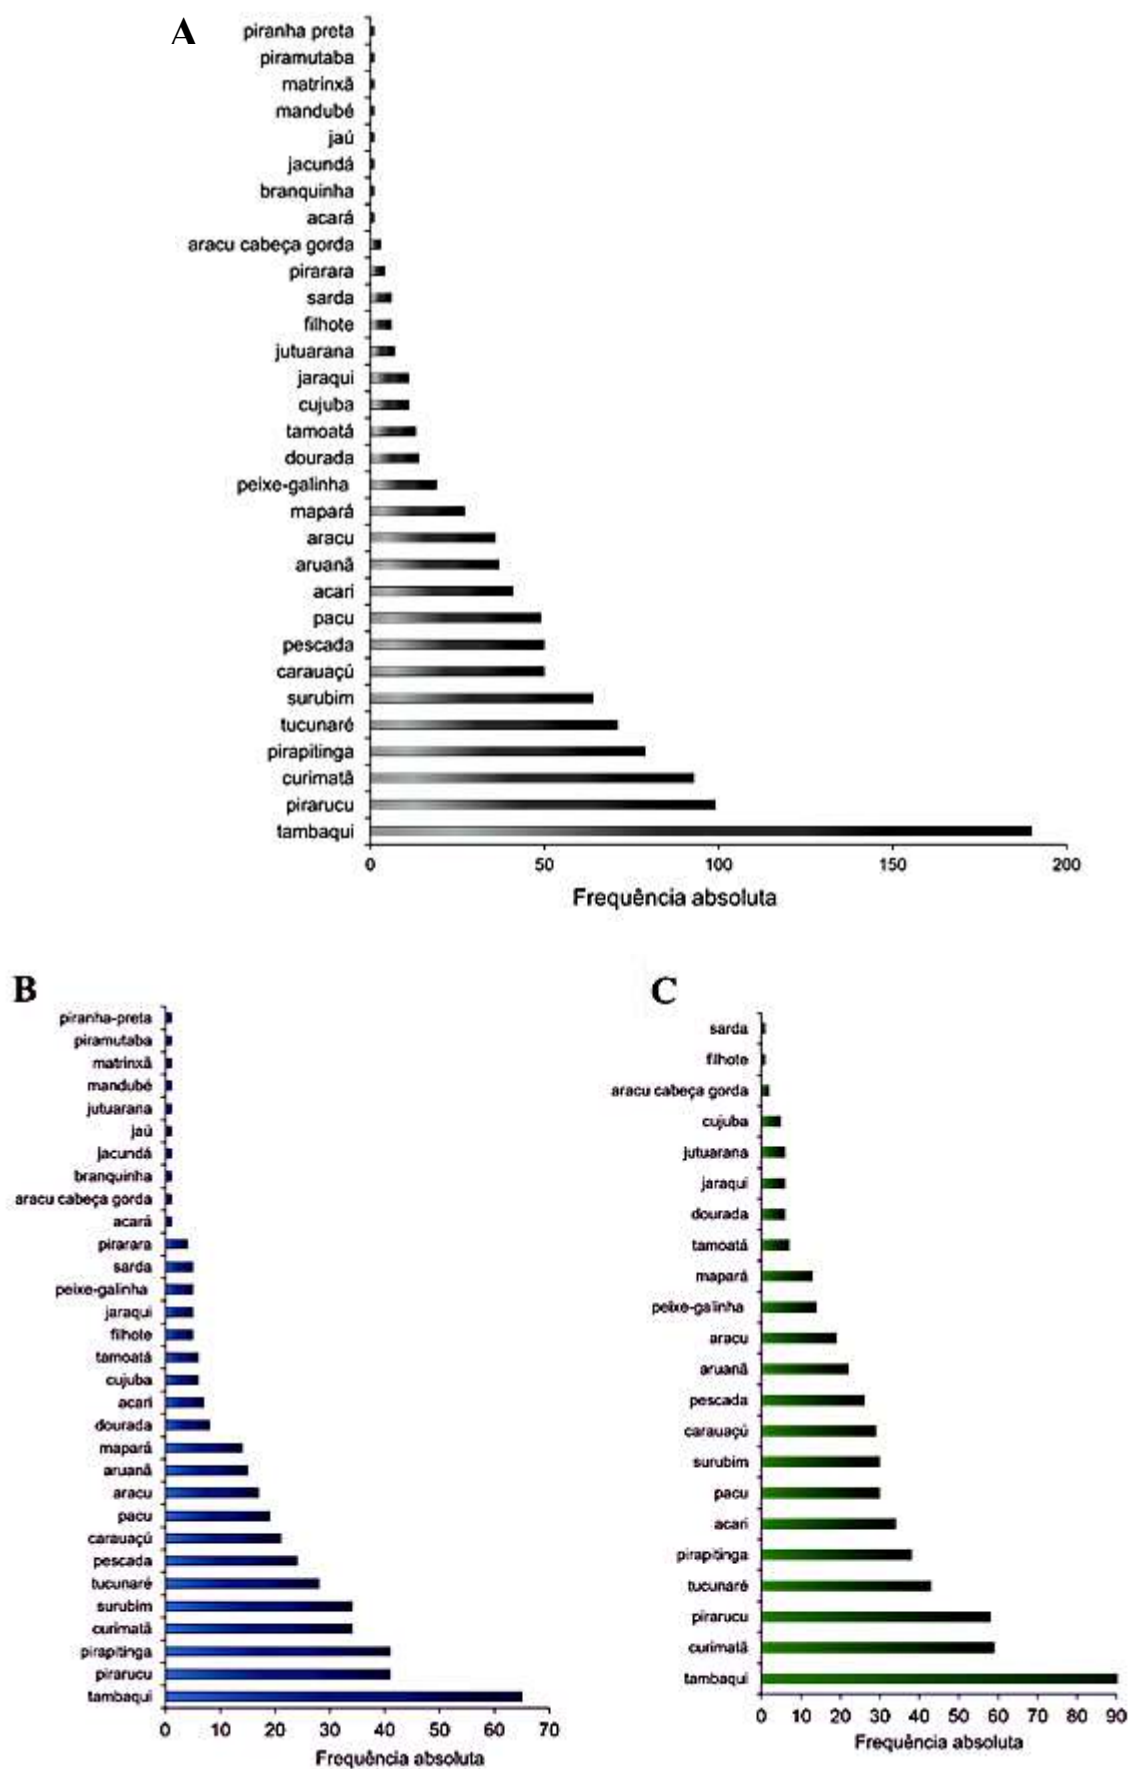 A
piranha preta
piramutaba
matrinxã
mandubé
jaú
jacundá
branquinha
acará
aracu cabeça gorda
pirarara
sarda
filhote
jutuarana
jaraqui
cujuba
tamoatá
dourada
peixe-galinha
mapará
aracu
aruanã
acari
pacu
pescada
carauaçú
surubim
tucunaré
pirapitinga
curimatã
pirarucu
tambaqui
0 50 100 150 200
Frequência absoluta
B
piranha-preta
piramutaba
matrinxã
mandubé
jutuarana
jaú
jacundá
branquinha
aracu cabeça gorda
acará
pirarara
sarda
peixe-galinha
jaraqui
filhote
tamoatá
cujuba
acari
dourada
mapará
aruanã
aracu
pacu
carauaçú
pescada
tucunaré
surubim
curimatã
pirapitinga
pirarucu
tambaqui
0 10 20 30 40 50 60 70
Frequência absoluta
C
sarda
filhote
aracu cabeça gorda
cujuba
jutuarana
jaraqui
dourada
tamoatá
mapará
peixe-galinha
aracu
aruanã
pescada
carauaçú
surubim
pacu
acari
pirapitinga
tucunaré
pirarucu
curimatã
tambaqui
0 10 20 30 40 50 60 70 80 90
Frequência absoluta